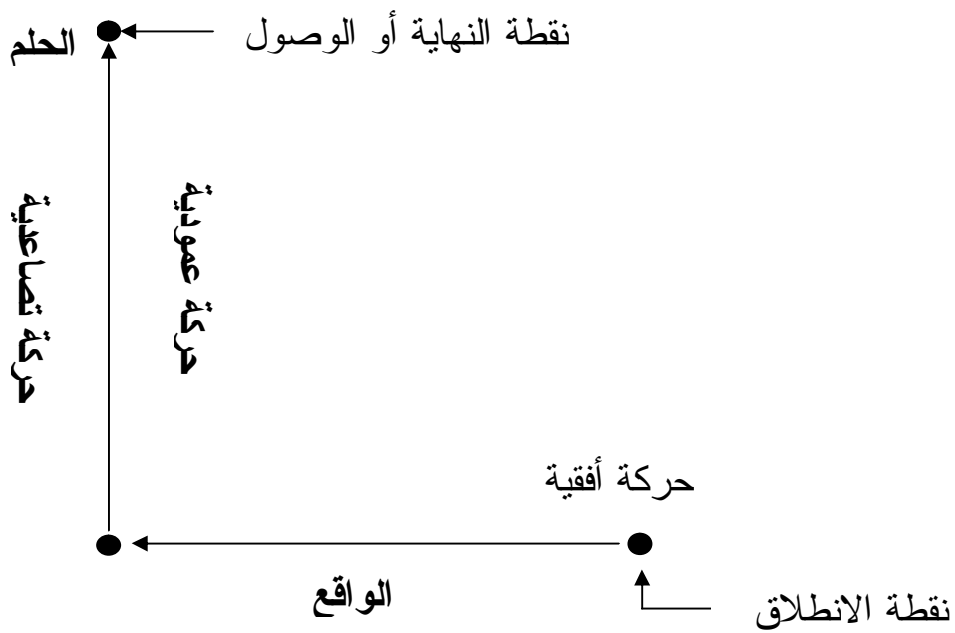 نقطة النهاية أو الوصول
الحلم
حركة عمودية
حركة تصاعدية
حركة أفقية
الواقع
نقطة الانطلاق